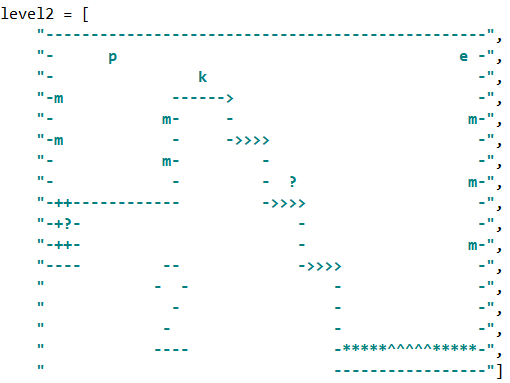 level2 = [
    "-------------------------------------------------",
    "-      p                                      e -",
    "-                k                              -",
    "-m            ------>                           -",
    "-            m-     -                          m-",
    "-m            -     ->>>>                       -",
    "-            m-         -                       -",
    "-             -         -  ?                   m-",
    "-++------------         ->>>>                   -",
    "-+?-                        -                   -",
    "-++-                        -                  m-",
    "----         --             ->>>>               -",
    "            -  -                -               -",
    "              -                 -               -",
    "             -                  -               -",
    "            ----                -*****^^^^^*****-",
    "                                -----------------"]